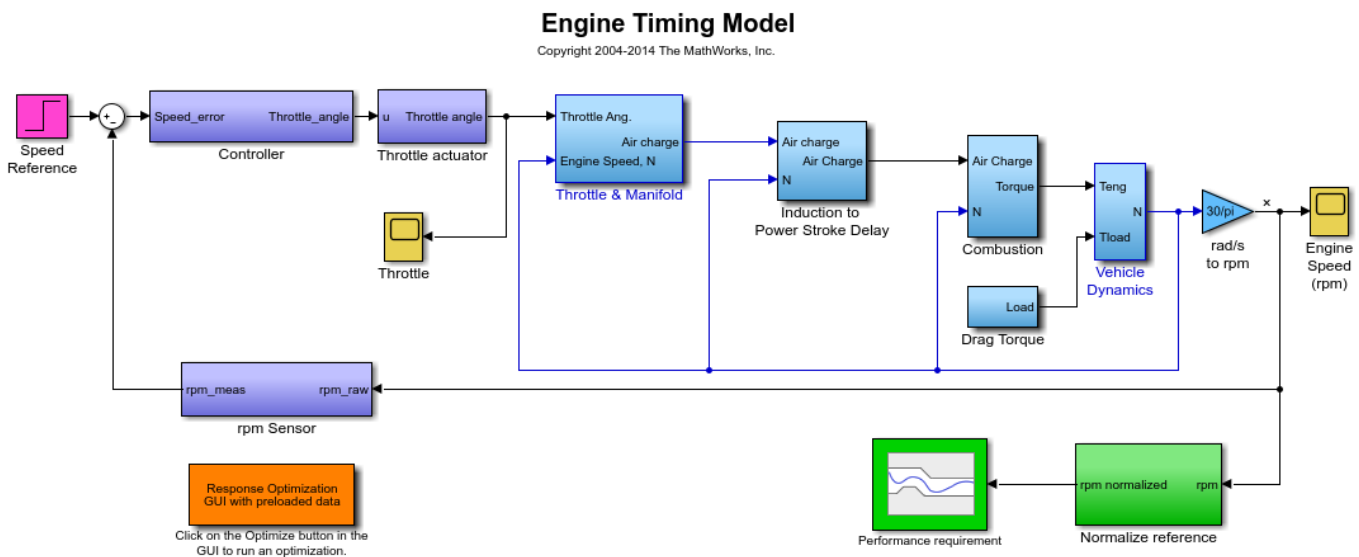 Engine Timing Model
Copyright 2004-2014 The MathWorks, Inc.
Speed
Reference
+
-
Speed_error
Throttle_angle
Controller
u
Throttle angle
Throttle actuator
Throttle
Throttle Ang.
Air charge
Engine Speed, N
Throttle & Manifold
Air charge
Air Charge
N
Induction to
Power Stroke Delay
Air Charge
Torque
N
Combustion
Load
Drag Torque
Teng
N
Tload
Vehicle
Dynamics
30/pi
rad/s
to rpm
Engine
Speed
(rpm)
rpm_meas
rpm_raw
rpm Sensor
Response Optimization
GUI with preloaded data
Click on the Optimize button in the
GUI to run an optimization.
Performance requirement
rpm normalized
rpm
Normalize reference